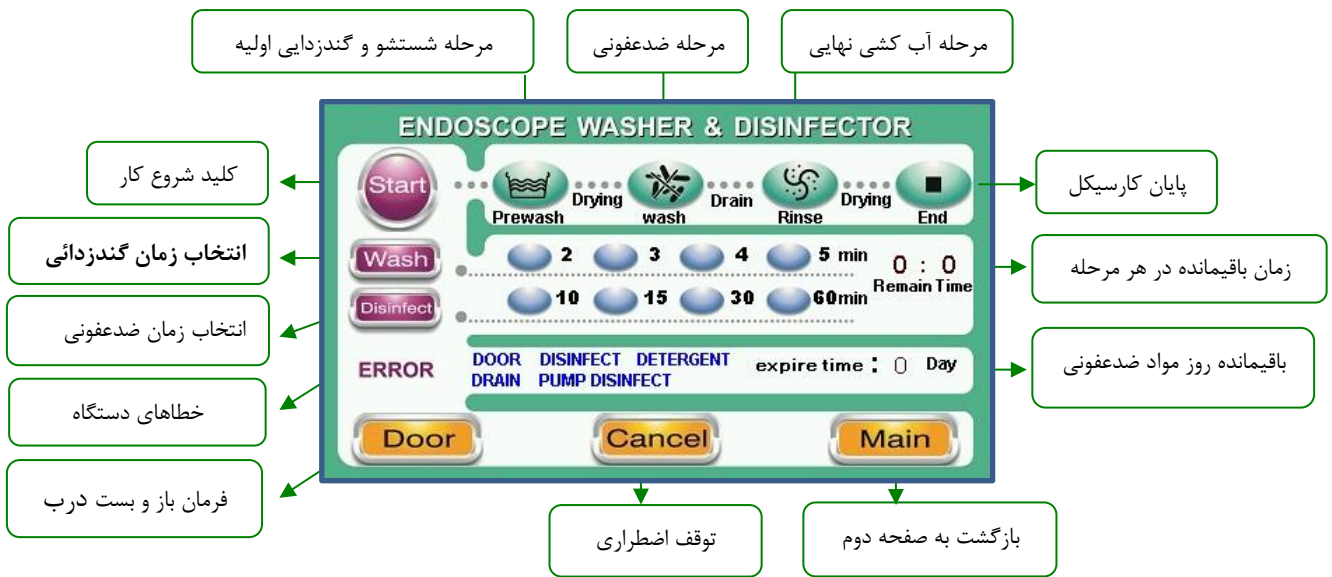 مرحله شستشو و گندزدایی اولیه
مرحله ضدعفونی
مرحله آب کشی نهایی
ENDOSCOPE WASHER & DISINFECTOR
کلید شروع کار
Start
Prewash
Drying
wash
Drain
Rinse
Drying
End
پایان کارسیکل
انتخاب زمان گندزدائی
Wash
2 3 4 5 min
0 : 0
Remain Time
زمان باقیمانده در هر مرحله
انتخاب زمان ضدعفونی
Disinfect
10 15 30 60min
خطاهای دستگاه
ERROR
DOOR DISINFECT DETERGENT
DRAIN PUMP DISINFECT
expire time : 0 Day
باقیمانده روز مواد ضدعفونی
فرمان باز و بست درب
Door
Cancel
Main
توقف اضطراری
بازگشت به صفحه دوم